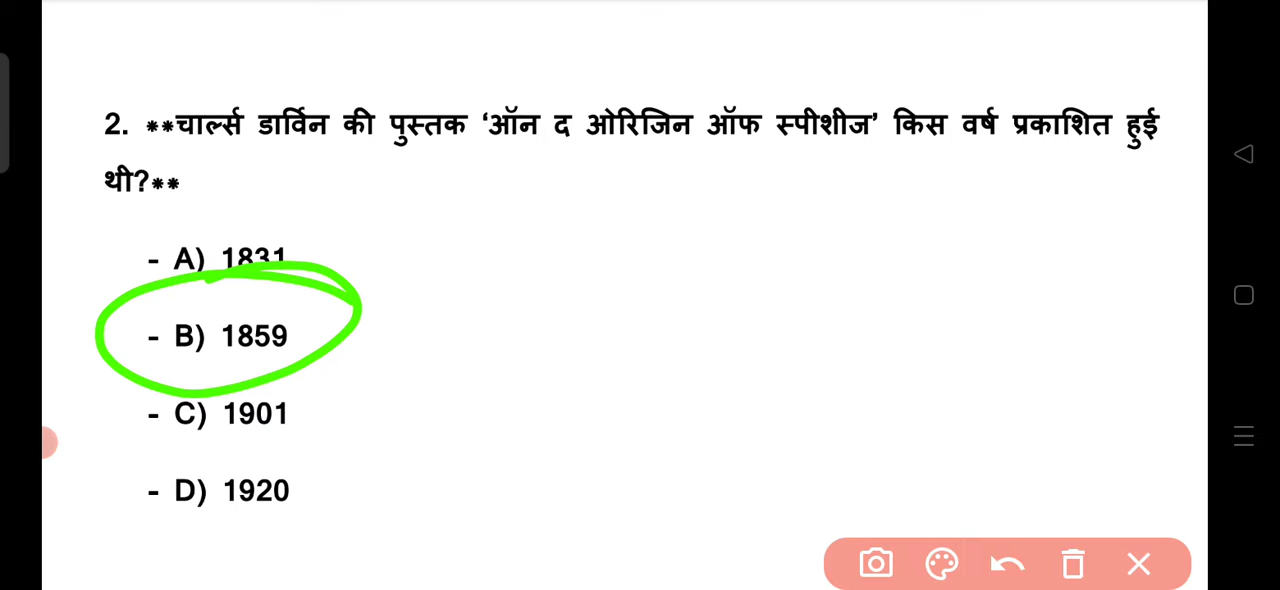 2. **चार्ल्स डार्विन की पुस्तक ‘ऑन द ओरिजिन ऑफ स्पीशीज’ किस वर्ष प्रकाशित हुई
थी?**
- A) 1831
- B) 1859
- C) 1901
- D) 1920